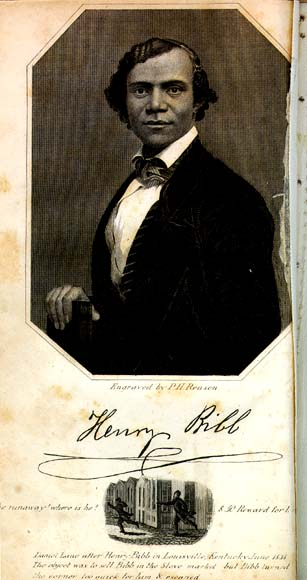 Engraved by P.H. Reason
Henry Bibb
runaway! where is he!
Reward for
Daniel Lane after Henry Bibb in Louisville, Kentucky, June 1838
The object was to sell Bibb in the Slave market but Bibb turned
the corner too quick for him & escaped